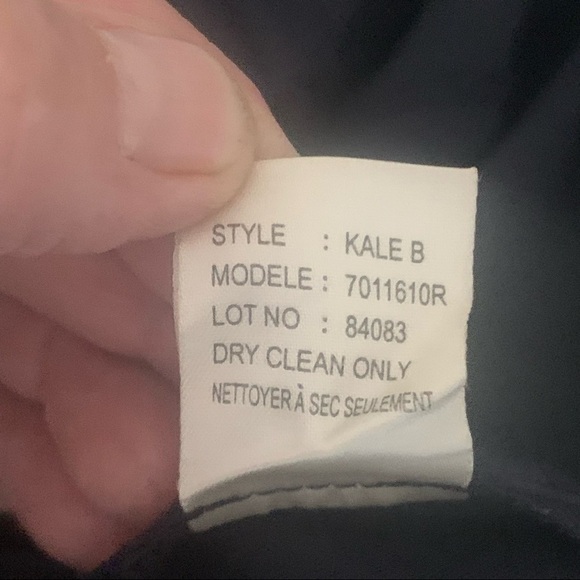 STYLE : KALE B
MODELE : 7011610R
LOT NO : 84083
DRY CLEAN ONLY
NETTOYER À SEC SEULEMENT